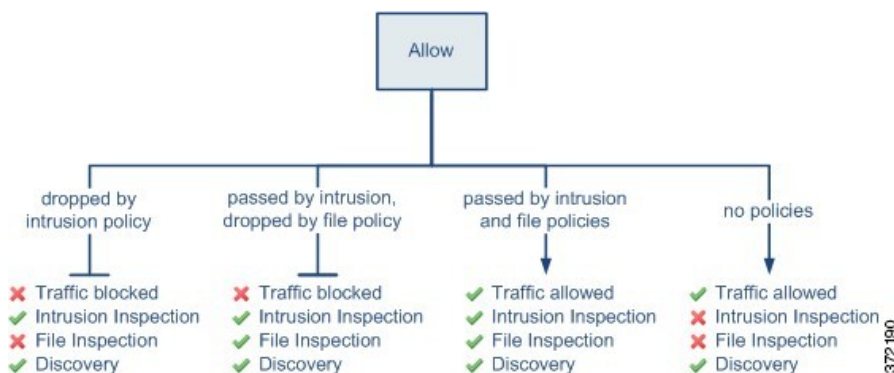 Allow
dropped by
intrusion policy
passed by intrusion,
dropped by file policy
passed by intrusion
and file policies
no policies
Traffic blocked
Intrusion Inspection
File Inspection
Discovery
Traffic blocked
Intrusion Inspection
File Inspection
Discovery
Traffic allowed
Intrusion Inspection
File Inspection
Discovery
Traffic allowed
Intrusion Inspection
File Inspection
Discovery
372190